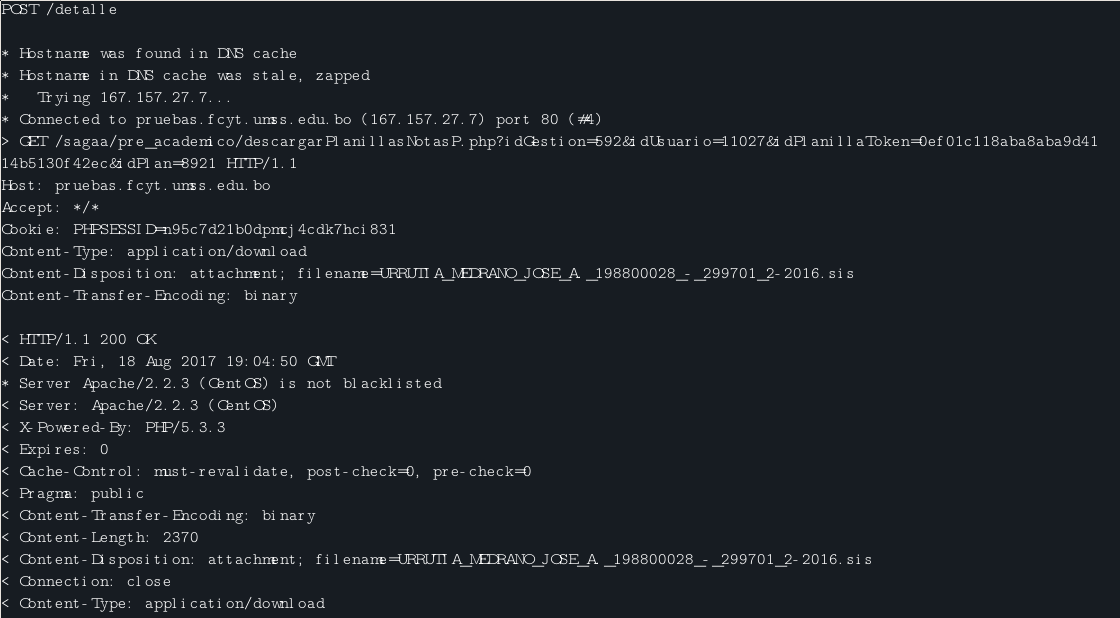 POST /detalle
* Hostname was found in DNS cache
* Hostname in DNS cache was stale, zapped
*   Trying 167.157.27.7...
* Connected to pruebas.fcyt.umss.edu.bo (167.157.27.7) port 80 (#4)
> GET /sagaa/pre_academico/descargarPlanillasNotasP.php?idGestion=592&idUsuario=11027&idPlanillaToken=0ef01c118aba8aba9d41
14b5130f42ec&idPlan=8921 HTTP/1.1
Host: pruebas.fcyt.umss.edu.bo
Accept: */*
Cookie: PHPSESSID=n95c7d21b0dpmrj4cdk7hci831
Content-Type: application/download
Content-Disposition: attachment; filename=URRUTIA_MEDRANO_JOSE_A._198800028_-_299701_2-2016.sis
Content-Transfer-Encoding: binary
< HTTP/1.1 200 OK
< Date: Fri, 18 Aug 2017 19:04:50 GMT
* Server Apache/2.2.3 (CentOS) is not blacklisted
< Server: Apache/2.2.3 (CentOS)
< X-Powered-By: PHP/5.3.3
< Expires: 0
< Cache-Control: must-revalidate, post-check=0, pre-check=0
< Pragma: public
< Content-Transfer-Encoding: binary
< Content-Length: 2370
< Content-Disposition: attachment; filename=URRUTIA_MEDRANO_JOSE_A._198800028_-_299701_2-2016.sis
< Connection: close
< Content-Type: application/download